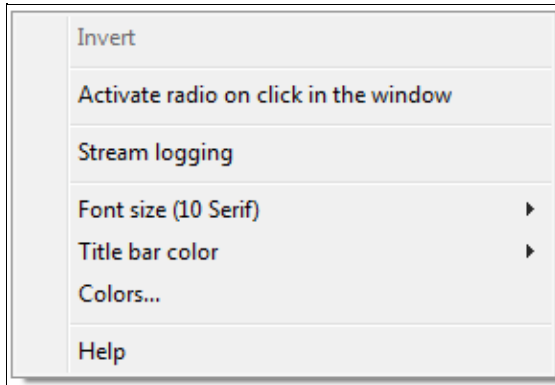 Invert
Activate radio on click in the window
Stream logging
Font size (10 Serif)
Title bar color
Colors...
Help